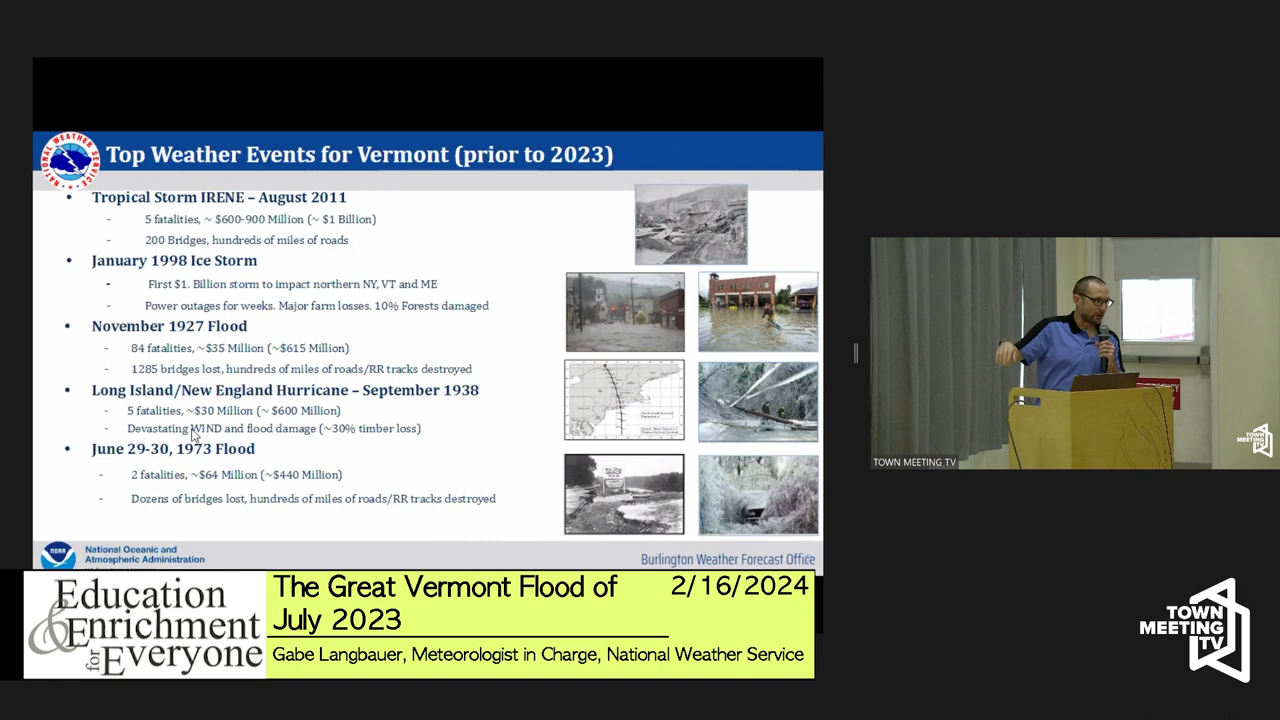 NATIONAL WEATHER SERVICE
Top Weather Events for Vermont (prior to 2023)
• Tropical Storm IRENE – August 2011
- 5 fatalities, ~ $600-900 Million (~ $1 Billion)
- 200 Bridges, hundreds of miles of roads
• January 1998 Ice Storm
- First $1. Billion storm to impact northern NY, VT and ME
- Power outages for weeks. Major farm losses. 10% Forests damaged
• November 1927 Flood
- 84 fatalities, ~$35 Million (~$615 Million)
- 1285 bridges lost, hundreds of miles of roads/RR tracks destroyed
• Long Island/New England Hurricane – September 1938
- 5 fatalities, ~$30 Million (~ $600 Million)
- Devastating WIND and flood damage (~30% timber loss)
• June 29-30, 1973 Flood
- 2 fatalities, ~$64 Million (~$440 Million)
- Dozens of bridges lost, hundreds of miles of roads/RR tracks destroyed
NOAA
National Oceanic and
Atmospheric Administration
Burlington Weather Forecast Office
Education
& Enrichment
for Everyone
The Great Vermont Flood of
July 2023
2/16/2024
Gabe Langbauer, Meteorologist in Charge, National Weather Service
TOWN MEETING TV
TOWN
MEETING
TV
TOWN
MEETING
TV